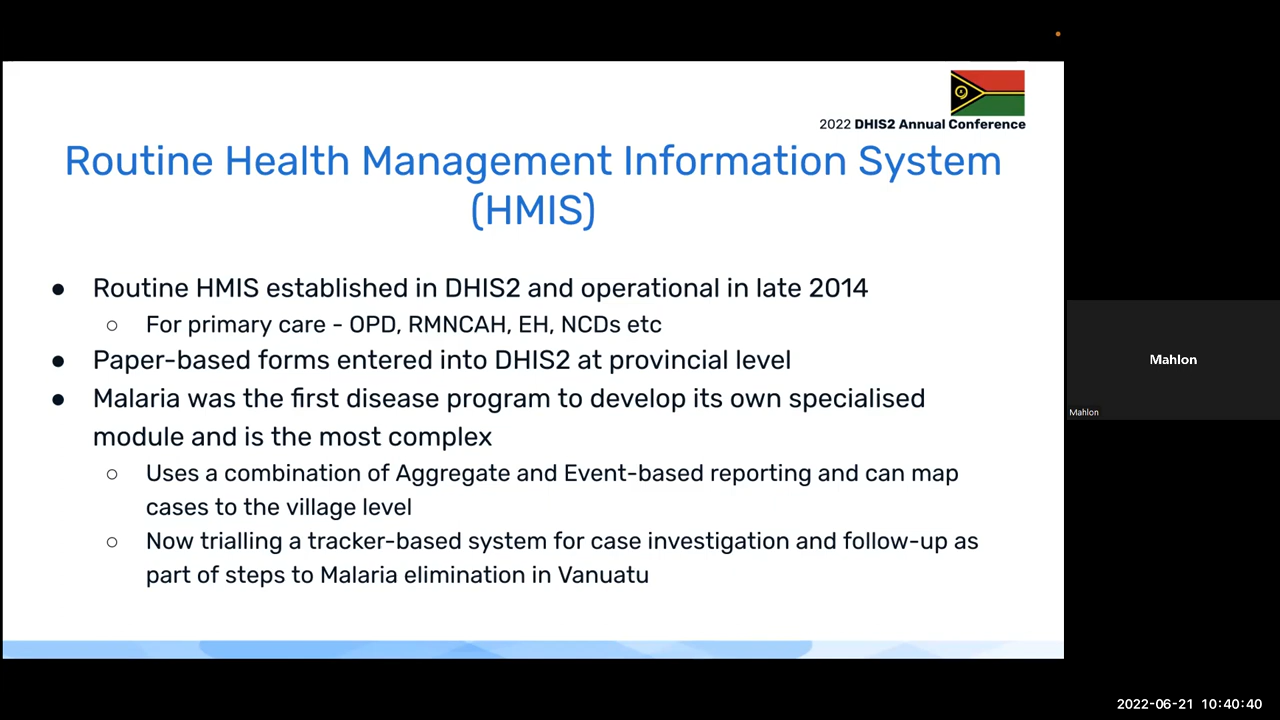 2022 DHIS2 Annual Conference
Routine Health Management Information System
(HMIS)
● Routine HMIS established in DHIS2 and operational in late 2014
○ For primary care - OPD, RMNCAH, EH, NCDs etc
● Paper-based forms entered into DHIS2 at provincial level
● Malaria was the first disease program to develop its own specialised
module and is the most complex
○ Uses a combination of Aggregate and Event-based reporting and can map
cases to the village level
○ Now trialling a tracker-based system for case investigation and follow-up as
part of steps to Malaria elimination in Vanuatu
Mahlon
Mahlon
2022-06-21 10:40:40